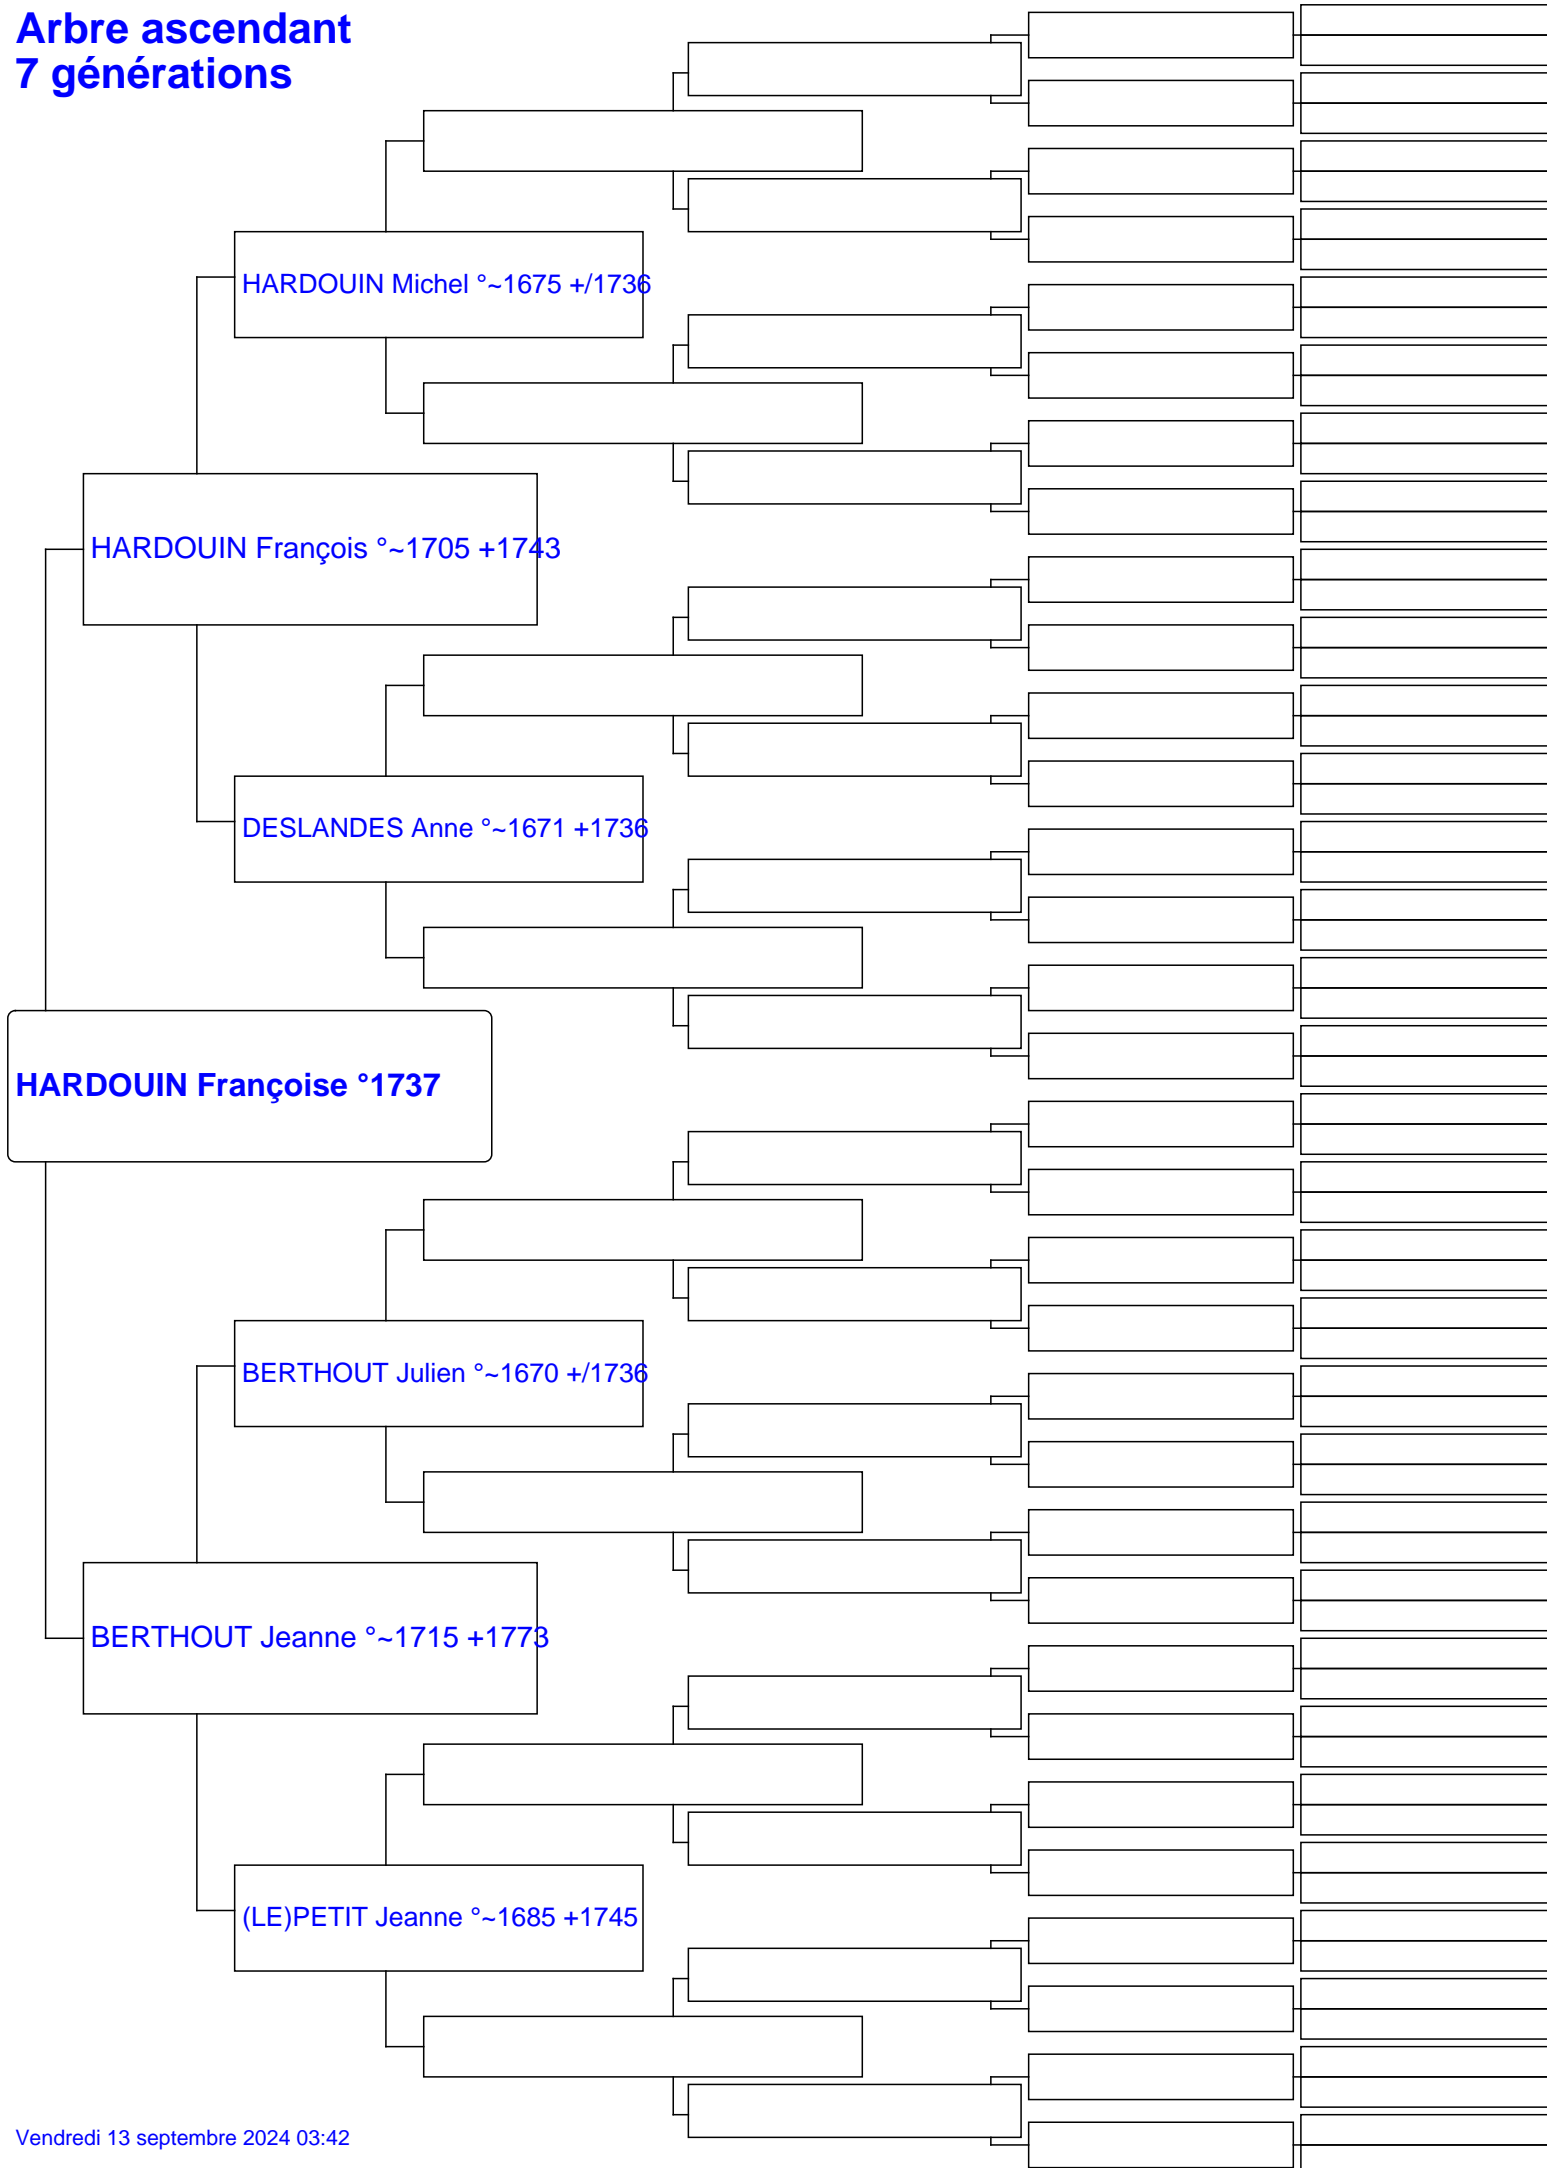 Arbre ascendant
7 générations
HARDOUIN Michel °~1675 +/1736
HARDOUIN François °~1705 +1743
DESLANDES Anne °~1671 +1736
HARDOUIN Françoise °1737
BERTHOUT Julien °~1670 +/1736
BERTHOUT Jeanne °~1715 +1773
(LE)PETIT Jeanne °~1685 +1745
Vendredi 13 septembre 2024 03:42